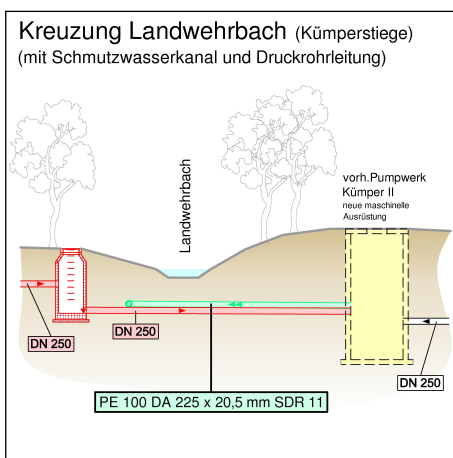 Kreuzung Landwehrbach (Kümperstiege)
(mit Schmutzwasserkanal und Druckrohrleitung)
Landwehrbach
vorh.Pumpwerk
Kümper II
neue maschinelle
Ausrüstung
DN 250
DN 250
DN 250
PE 100 DA 225 x 20,5 mm SDR 11